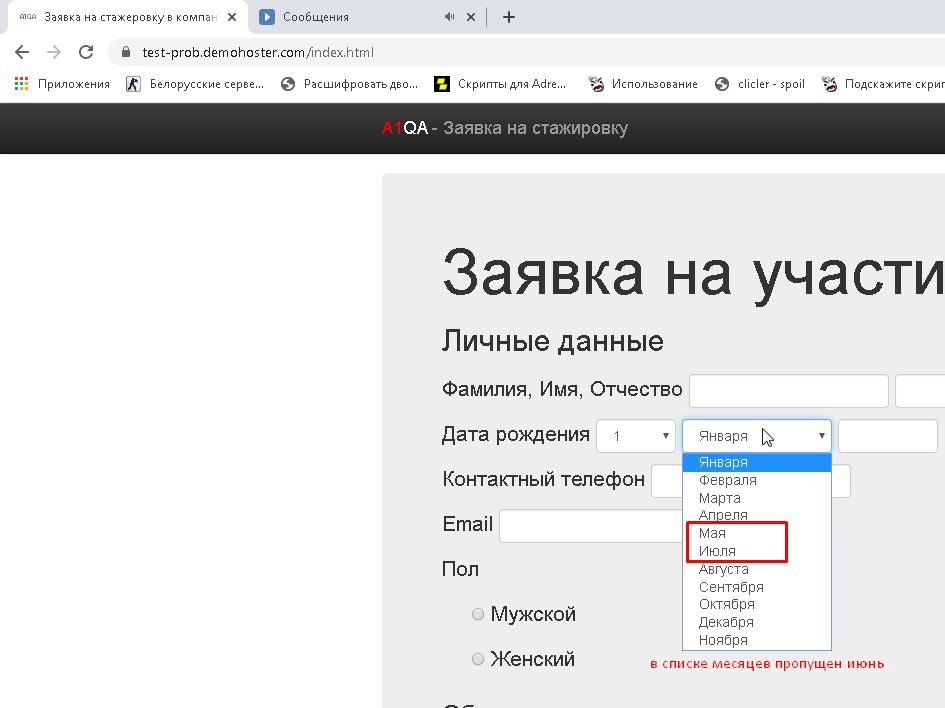 A1QA Заявка на стажировку в компан
Сообщения
test-prob.demohoster.com/index.html
Приложения Белорусские серве... Расшифровать дво... Скрипты для Adre... Использование clicler - spoil Подскажите скрип
A1QA - Заявка на стажировку
Заявка на участи
Личные данные
Фамилия, Имя, Отчество
Дата рождения 1 Января
Января
Февраля
Контактный телефон
Марта
Апреля
Email
Мая
Июля
Пол
Августа
Сентября
Октября
Мужской
Декабря
Ноября
Женский
в списке месяцев пропущен июнь